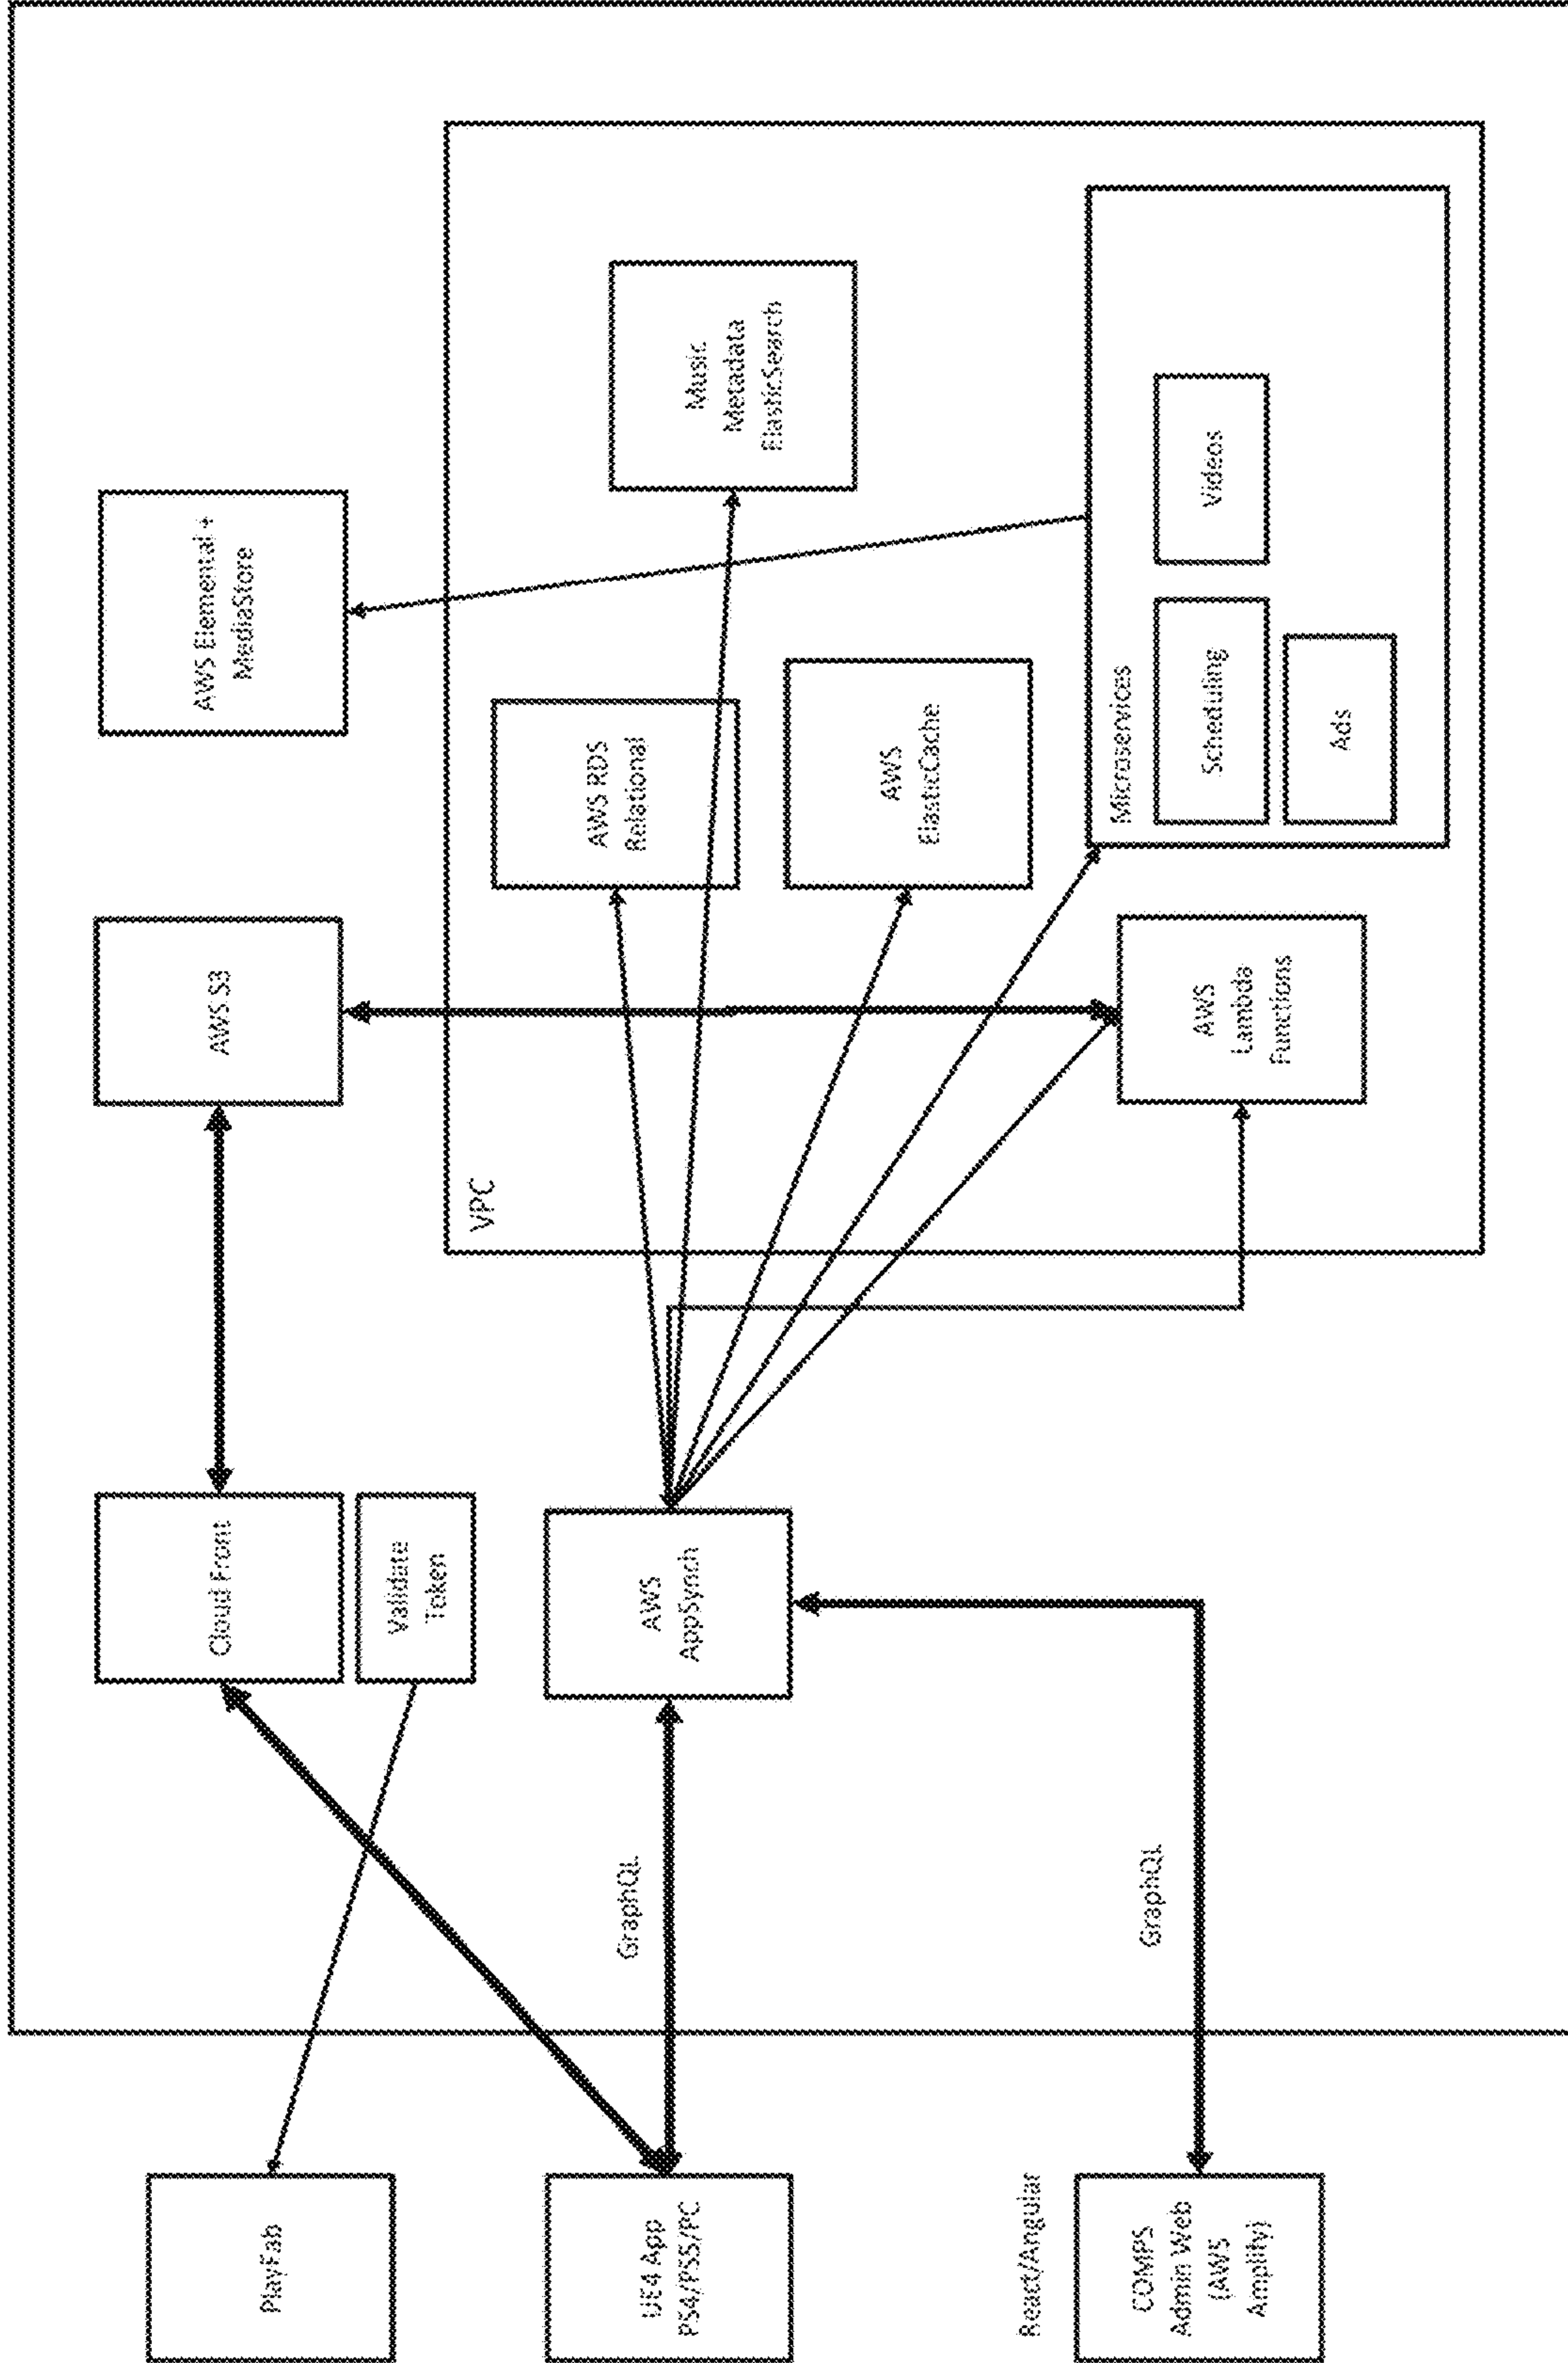 PlayFab
UE4 App
PS4/PS5/PC
React/Angular
COMPS
Admin Web
(AWS
Amplify)
GraphQL
GraphQL
Cloud Front
Validate
Token
AWS
AppSynch
AWS S3
AWS Elemental +
MediaStore
VPC
AWS RDS
Relational
Music
Metadata
ElasticSearch
AWS
ElasticCache
AWS
Lambda
Functions
Microservices
Scheduling
Videos
Ads